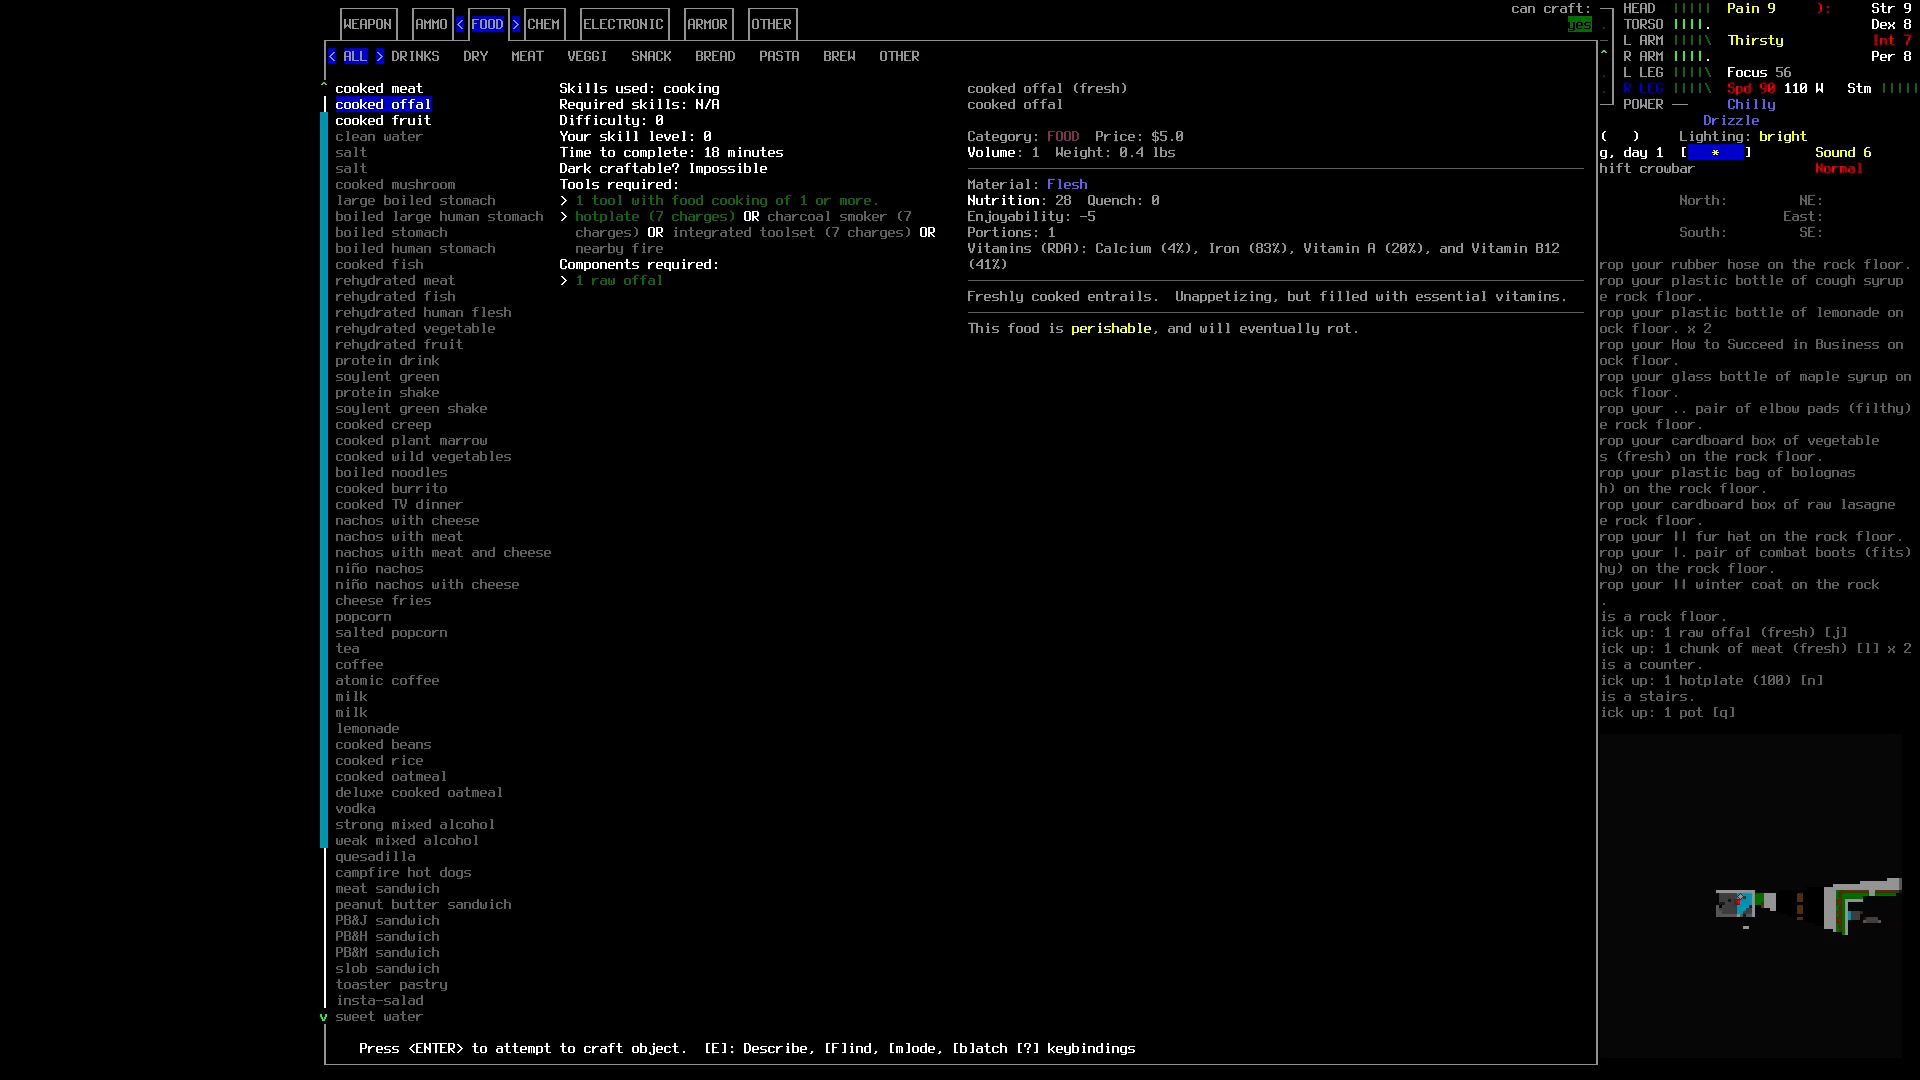 WEAPON AMMO < FOOD > CHEM ELECTRONIC ARMOR OTHER
can craft:
yes
< ALL > DRINKS DRY MEAT VEGGI SNACK BREAD PASTA BREW OTHER
cooked meat
cooked offal
cooked fruit
clean water
salt
salt
cooked mushroom
large boiled stomach
boiled large human stomach
boiled stomach
boiled human stomach
cooked fish
rehydrated meat
rehydrated fish
rehydrated human flesh
rehydrated vegetable
rehydrated fruit
protein drink
soylent green
protein shake
soylent green shake
cooked creep
cooked plant marrow
cooked wild vegetables
boiled noodles
cooked burrito
cooked TV dinner
nachos with cheese
nachos with meat
nachos with meat and cheese
niño nachos
niño nachos with cheese
cheese fries
popcorn
salted popcorn
tea
coffee
atomic coffee
milk
milk
lemonade
cooked beans
cooked rice
cooked oatmeal
deluxe cooked oatmeal
vodka
strong mixed alcohol
weak mixed alcohol
quesadilla
campfire hot dogs
meat sandwich
peanut butter sandwich
PB&J sandwich
PB&H sandwich
PB&M sandwich
slob sandwich
toaster pastry
insta-salad
v sweet water
Skills used: cooking
Required skills: N/A
Difficulty: 0
Your skill level: 0
Time to complete: 18 minutes
Dark craftable? Impossible
Tools required:
> 1 tool with food cooking of 1 or more.
> hotplate (7 charges) OR charcoal smoker (7
charges) OR integrated toolset (7 charges) OR
nearby fire
Components required:
> 1 raw offal
cooked offal (fresh)
cooked offal
Category: FOOD Price: $5.0
Volume: 1 Weight: 0.4 lbs
Material: Flesh
Nutrition: 28 Quench: 0
Enjoyability: -5
Portions: 1
Vitamins (RDA): Calcium (4%), Iron (83%), Vitamin A (20%), and Vitamin B12
(41%)
Freshly cooked entrails. Unappetizing, but filled with essential vitamins.
This food is perishable, and will eventually rot.
Press <ENTER> to attempt to craft object. [E]: Describe, [F]ind, [m]ode, [b]atch [?] keybindings
HEAD ||||| Pain 9 ): Str 9
TORSO ||||. Dex 8
L ARM ||||\ Thirsty Int 7
R ARM ||||. Per 8
L LEG ||||\ Focus 56
R LEG ||||\ Spd 90 110 W Stm |||||
POWER —— Chilly
Drizzle
( ) Lighting: bright
g, day 1 [ * ] Sound 6
hift crowbar Normal
North: NE:
East:
South: SE:
rop your rubber hose on the rock floor.
rop your plastic bottle of cough syrup
e rock floor.
rop your plastic bottle of lemonade on
ock floor. x 2
rop your How to Succeed in Business on
ock floor.
rop your glass bottle of maple syrup on
ock floor.
rop your .. pair of elbow pads (filthy)
e rock floor.
rop your cardboard box of vegetable
s (fresh) on the rock floor.
rop your plastic bag of bolognas
h) on the rock floor.
rop your cardboard box of raw lasagne
e rock floor.
rop your || fur hat on the rock floor.
rop your |. pair of combat boots (fits)
hy) on the rock floor.
rop your || winter coat on the rock
.
is a rock floor.
ick up: 1 raw offal (fresh) [j]
ick up: 1 chunk of meat (fresh) [l] x 2
is a counter.
ick up: 1 hotplate (100) [n]
is a stairs.
ick up: 1 pot [q]